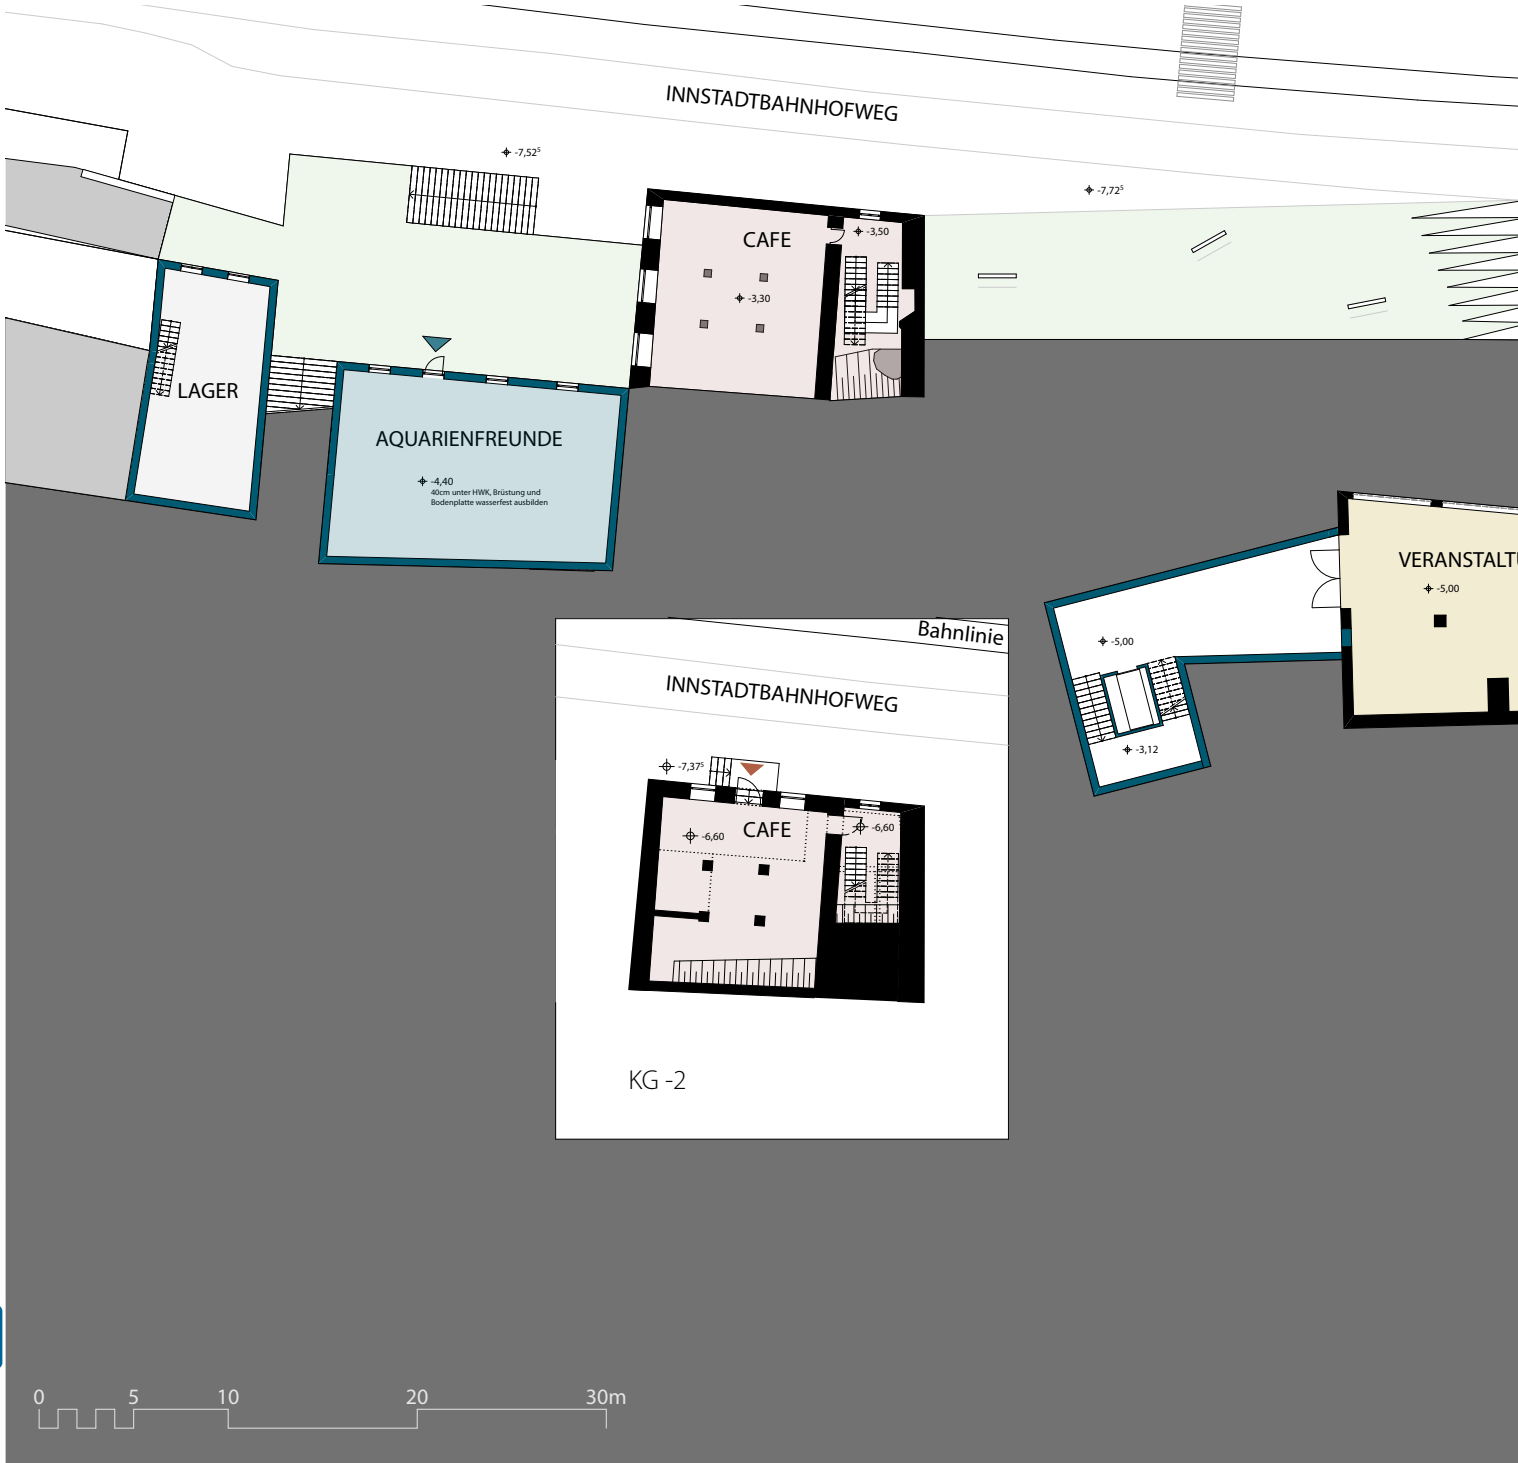 INNSTADTBAHNHOFWEG
-7,52⁵
-7,72⁵
CAFE
-3,50
-3,30
LAGER
AQUARIENFREUNDE
-4,40
40cm unter HWK, Brüstung und
Bodenplatte wasserfest ausbilden
VERANSTALTU
-5,00
-5,00
-3,12
Bahnlinie
INNSTADTBAHNHOFWEG
-7,37⁵
CAFE
-6,60
-6,60
KG -2
0 5 10 20 30m